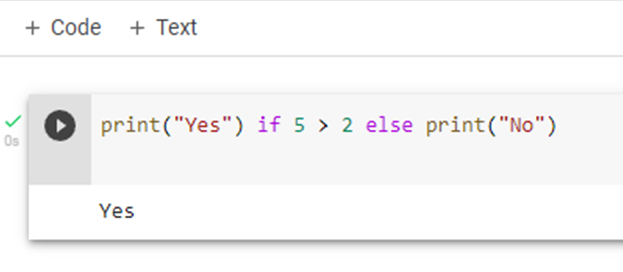 + Code + Text
print("Yes") if 5 > 2 else print("No")
0s
Yes